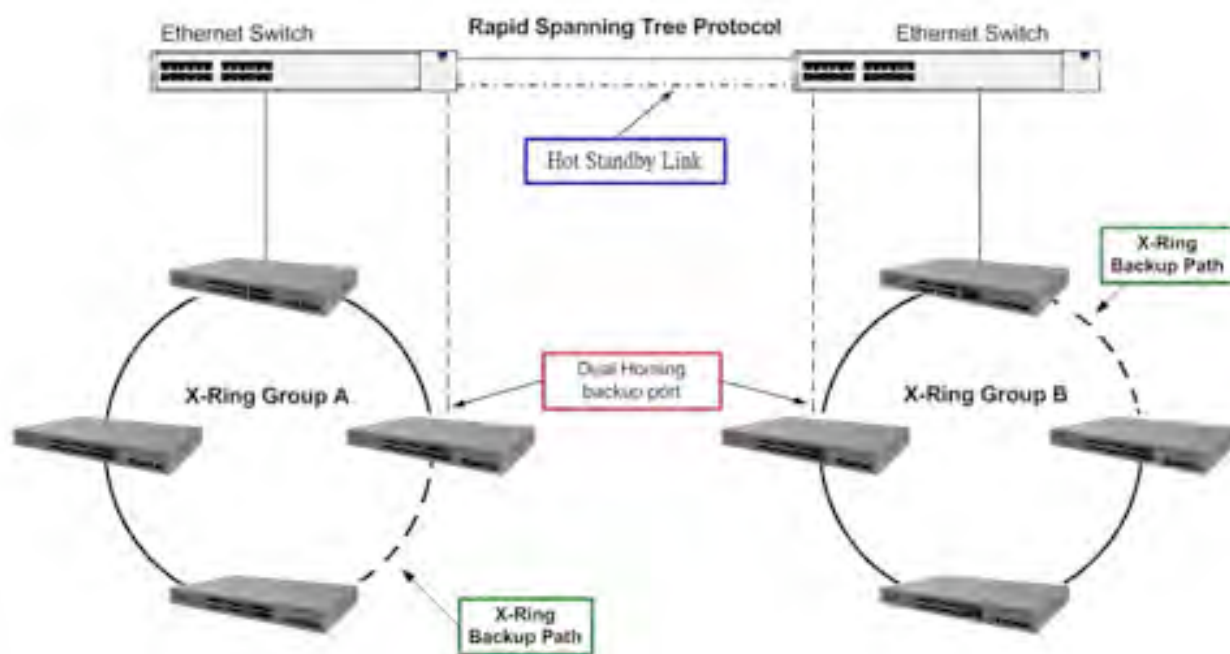 Rapid Spanning Tree Protocol
Ethernet Switch
Ethernet Switch
Hot Standby Link
X-Ring
Backup Path
Dual Homing
backup port
X-Ring Group A
X-Ring Group B
X-Ring
Backup Path